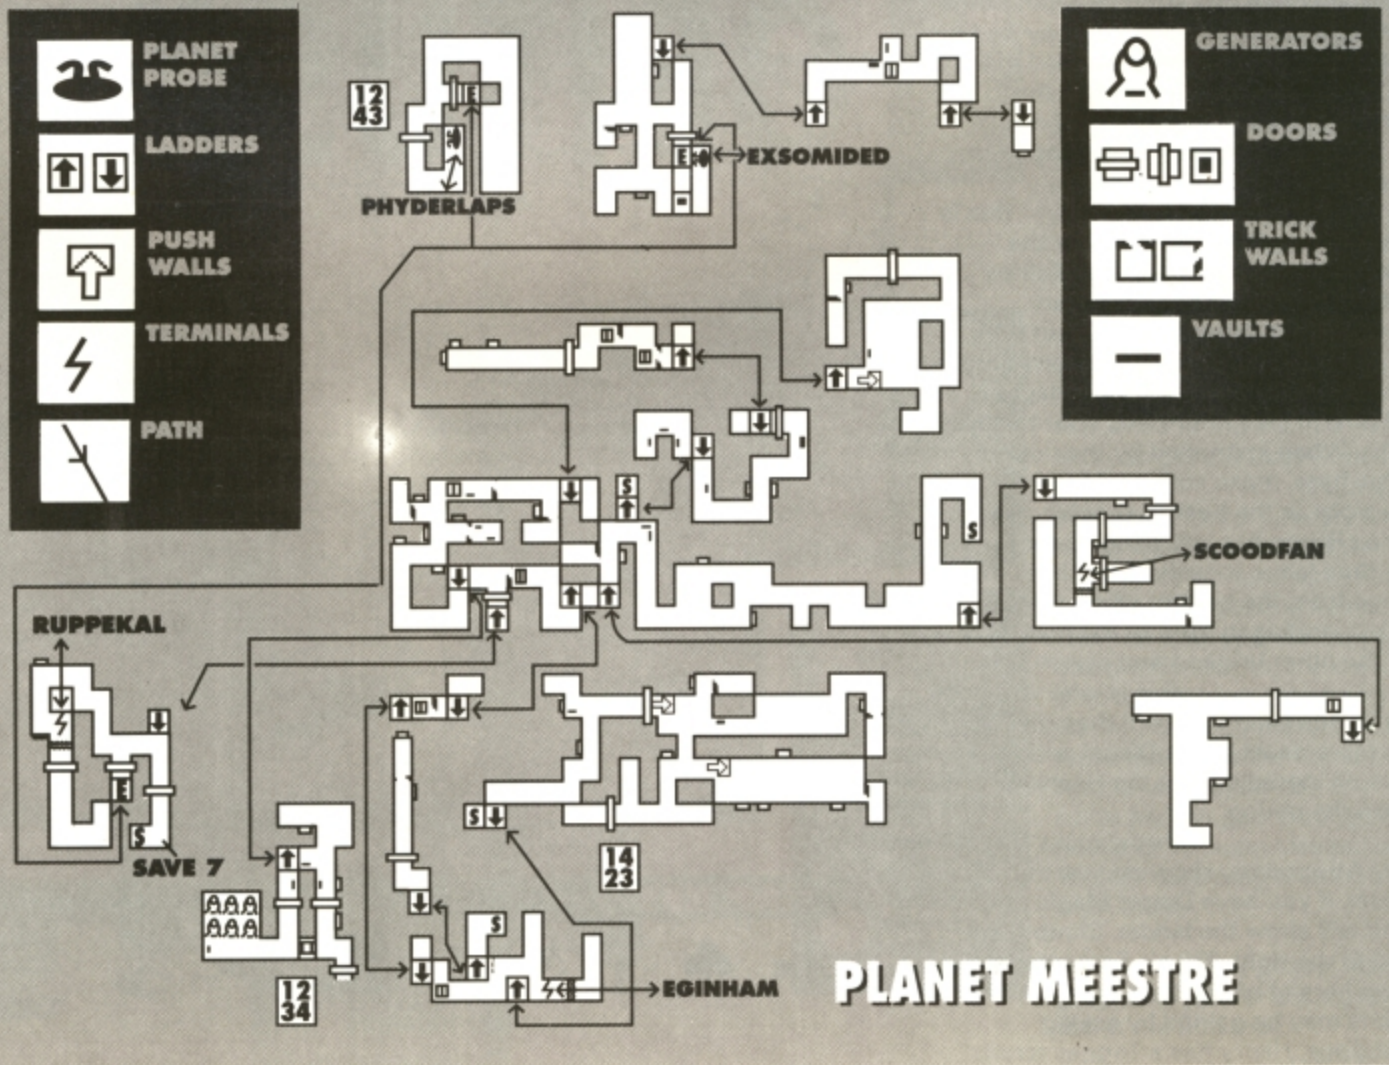 PLANET
PROBE
LADDERS
PUSH
WALLS
TERMINALS
PATH
GENERATORS
DOORS
TRICK
WALLS
VAULTS
12
43
PHYDERLAPS
E
E
EXSOMIDED
S
S
SCOODFAN
RUPPEKAL
E
S
SAVE 7
S
14
23
S
12
34
EGINHAM
PLANET MEESTRE